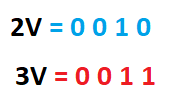 2V = 0 0 1 0
3V = 0 0 1 1